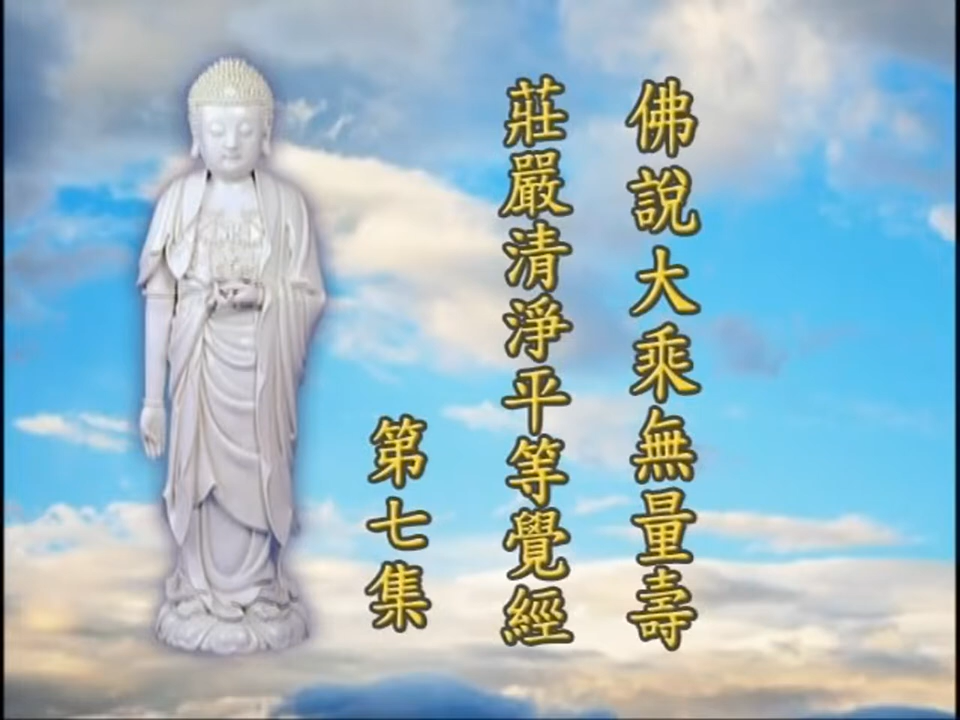 佛說大乘無量壽
莊嚴清淨平等覺經
第七集